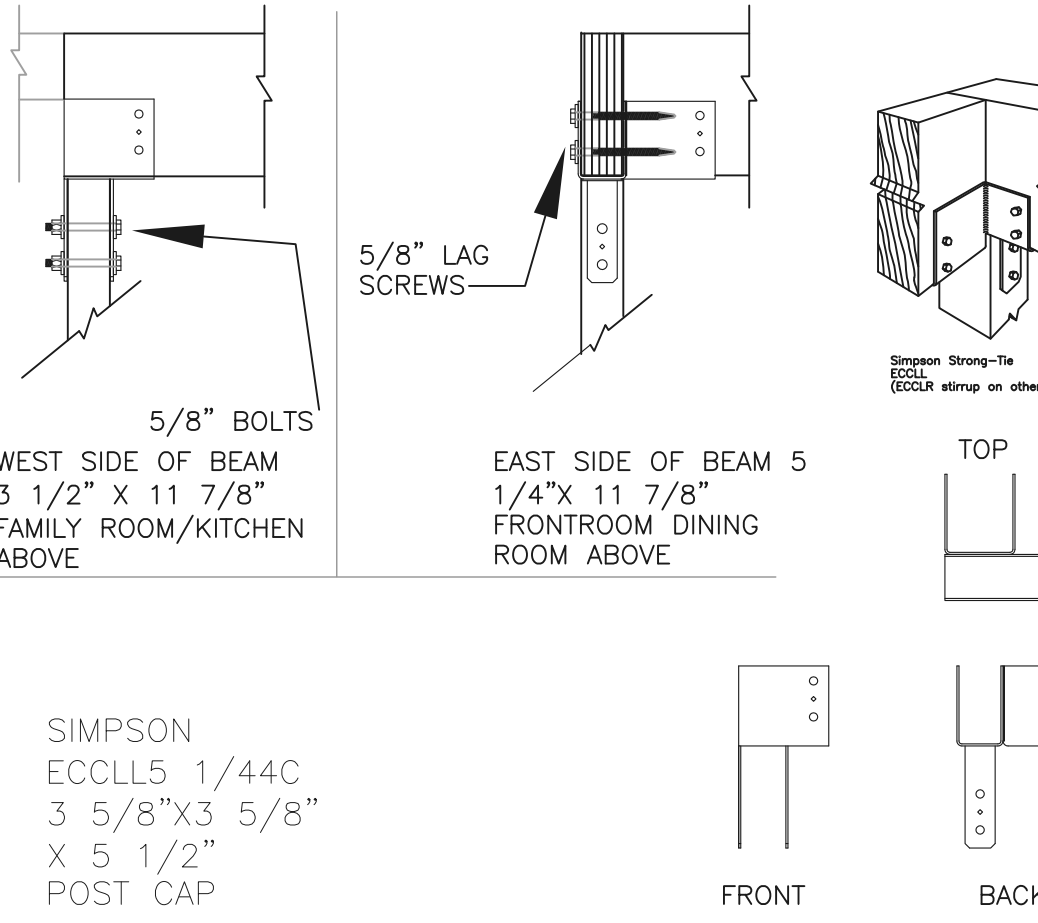 5/8” LAG
SCREWS
Simpson Strong-Tie
ECCLL
(ECCLR stirrup on other
5/8” BOLTS
WEST SIDE OF BEAM
3 1/2” X 11 7/8”
FAMILY ROOM/KITCHEN
ABOVE
EAST SIDE OF BEAM 5
1/4”X 11 7/8”
FRONTROOM DINING
ROOM ABOVE
TOP
SIMPSON
ECCLL5 1/44C
3 5/8”X3 5/8”
X 5 1/2”
POST CAP
FRONT
BACK